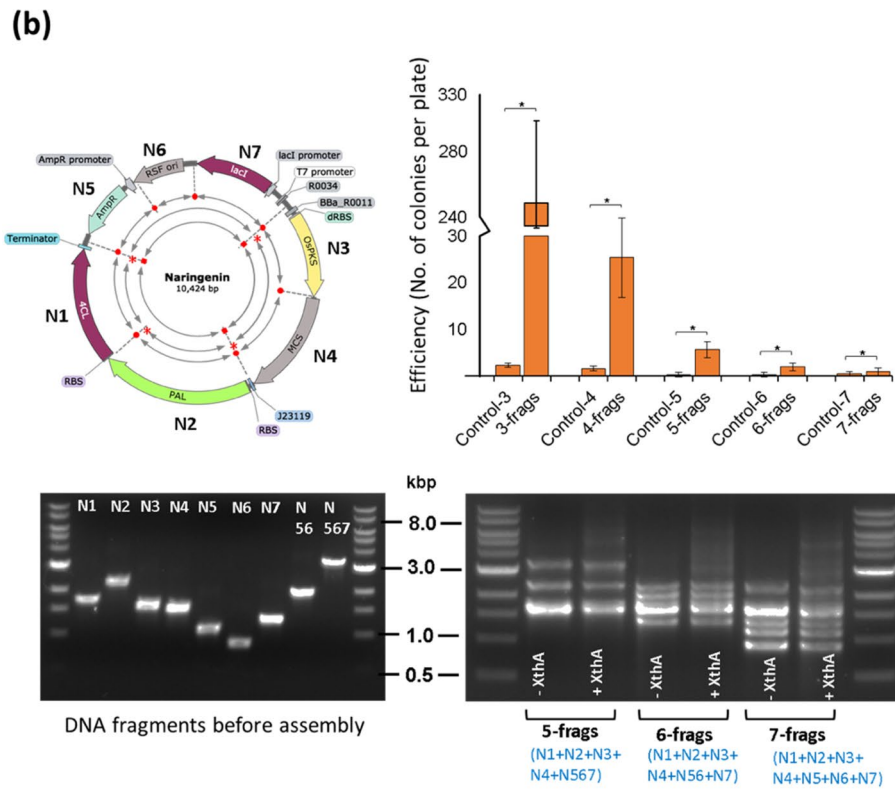 (b)
N6
N7
AmpR promoter
RSF ori
lacI
lacI promoter
T7 promoter
R0034
BBa_R0011
dRBS
N5
AmpR
Terminator
OsPKS
N3
Naringenin
10,424 bp
N1
4CL
MCS
N4
RBS
PAL
J23119
RBS
N2
Efficiency (No. of colonies per plate)
330
280
240
30
20
10
*
*
*
*
*
Control-3
3-frags
Control-4
4-frags
Control-5
5-frags
Control-6
6-frags
Control-7
7-frags
N1 N2 N3 N4 N5 N6 N7 N N
56 567
kbp
8.0
3.0
1.0
0.5
DNA fragments before assembly
- XthA
+ XthA
- XthA
+ XthA
- XthA
+ XthA
5-frags
(N1+N2+N3+
N4+N567)
6-frags
(N1+N2+N3+
N4+N56+N7)
7-frags
(N1+N2+N3+
N4+N5+N6+N7)